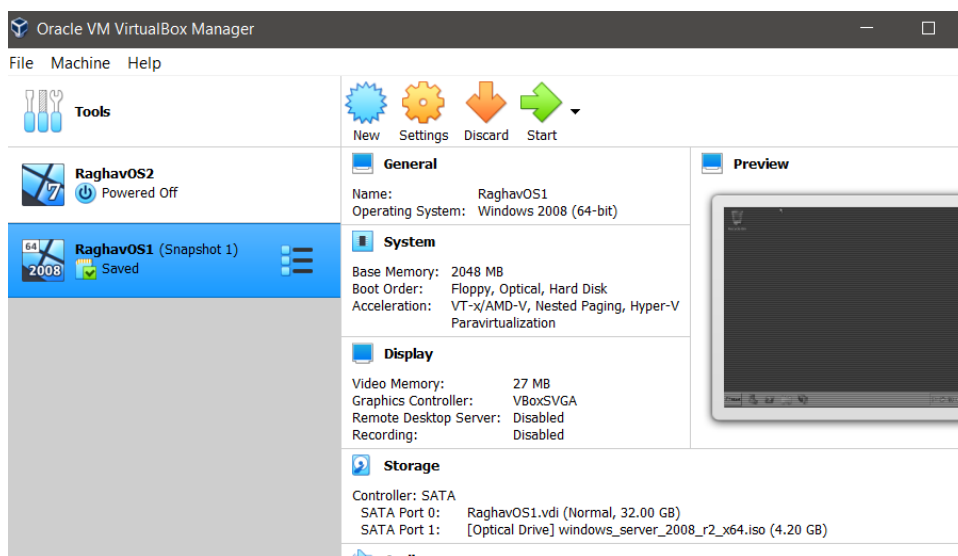 Oracle VM VirtualBox Manager
File Machine Help
Tools
New Settings Discard Start
RaghavOS2
Powered Off
64
2008
RaghavOS1 (Snapshot 1)
Saved
General
Name: RaghavOS1
Operating System: Windows 2008 (64-bit)
System
Base Memory: 2048 MB
Boot Order: Floppy, Optical, Hard Disk
Acceleration: VT-x/AMD-V, Nested Paging, Hyper-V
Paravirtualization
Display
Video Memory: 27 MB
Graphics Controller: VBoxSVGA
Remote Desktop Server: Disabled
Recording: Disabled
Storage
Controller: SATA
SATA Port 0: RaghavOS1.vdi (Normal, 32.00 GB)
SATA Port 1: [Optical Drive] windows_server_2008_r2_x64.iso (4.20 GB)
Preview